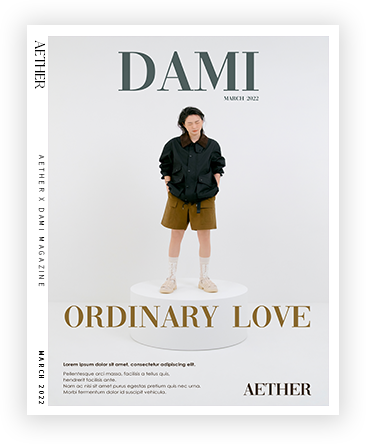 AETHER
AETHER X DAMI MAGAZINE
MARCH 2022
DAMI
MARCH 2022
ORDINARY LOVE
Lorem ipsum dolor sit amet, consectetur adipiscing elit.
Pellentesque orci massa, facilisis a tellus quis,
hendrerit facilisis ante.
Nam ac nisi sit amet purus egestas pretium quis nec urna.
Morbi fermentum dolor id suscipit vehicula.
AETHER